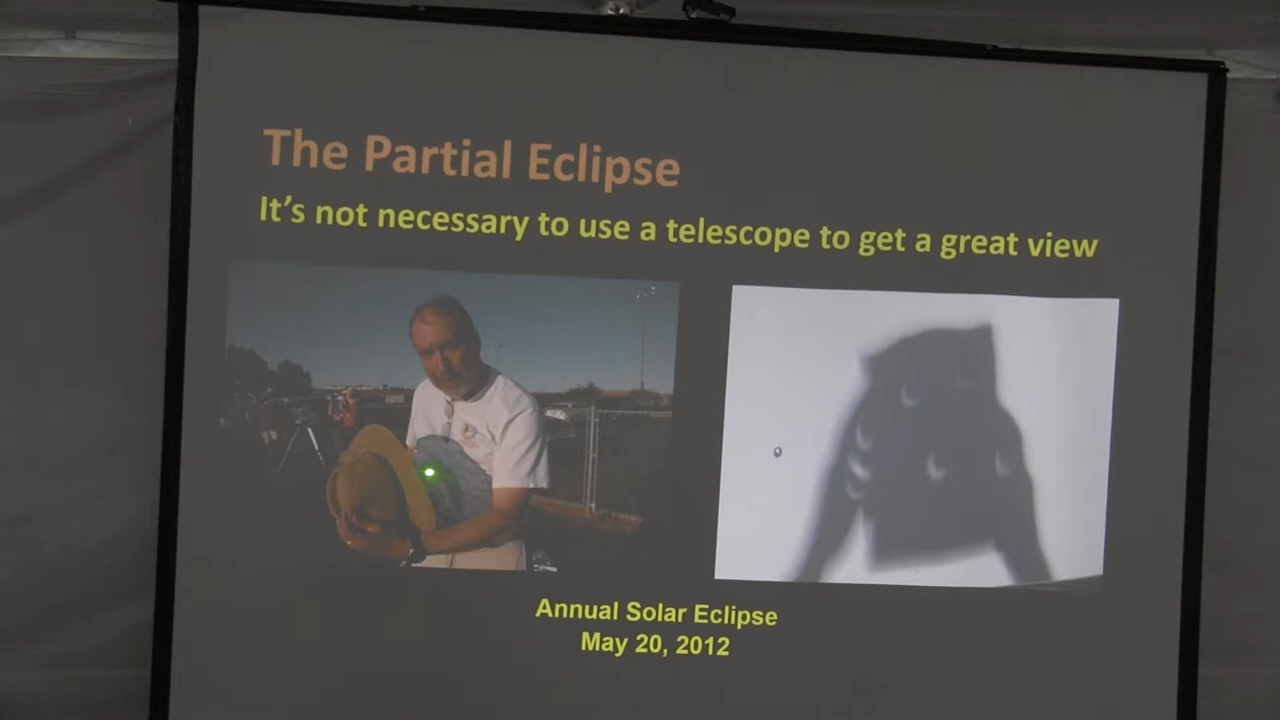 The Partial Eclipse
It's not necessary to use a telescope to get a great view
Annual Solar Eclipse
May 20, 2012